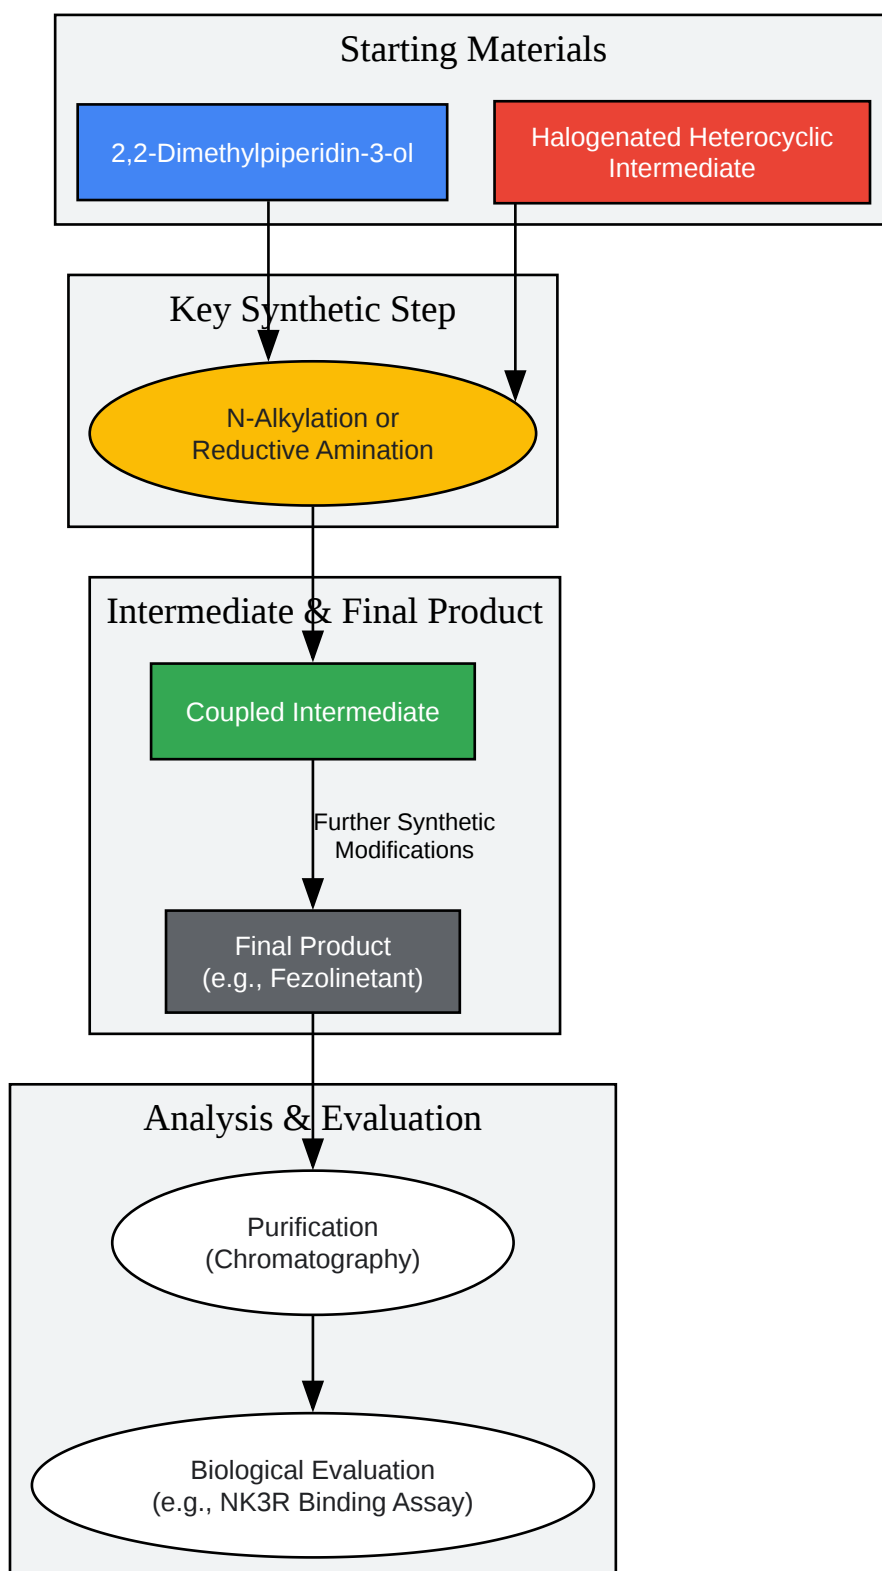 Starting Materials
2,2-Dimethylpiperidin-3-ol
Halogenated Heterocyclic
Intermediate
Key Synthetic Step
N-Alkylation or
Reductive Amination
Intermediate & Final Product
Coupled Intermediate
Further Synthetic
Modifications
Final Product
(e.g., Fezolinetant)
Analysis & Evaluation
Purification
(Chromatography)
Biological Evaluation
(e.g., NK3R Binding Assay)